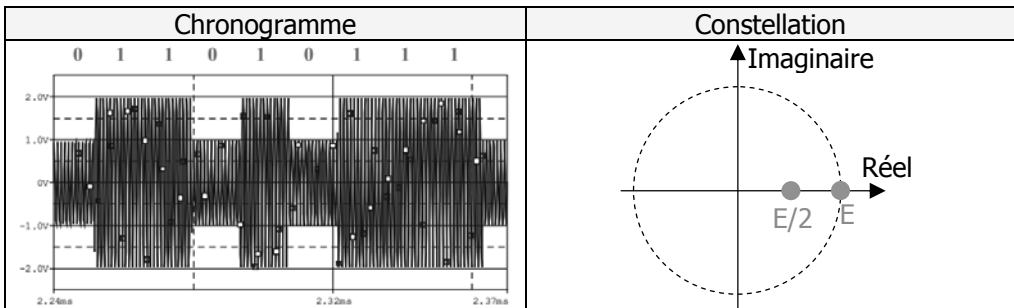 Chronogramme
Constellation
0 1 1 0 1 0 1 1 1
2.0V
1.0V
0V
-1.0V
-2.0V
2.24ms
2.32ms
2.37ms
Imaginaire
Réel
E/2
E